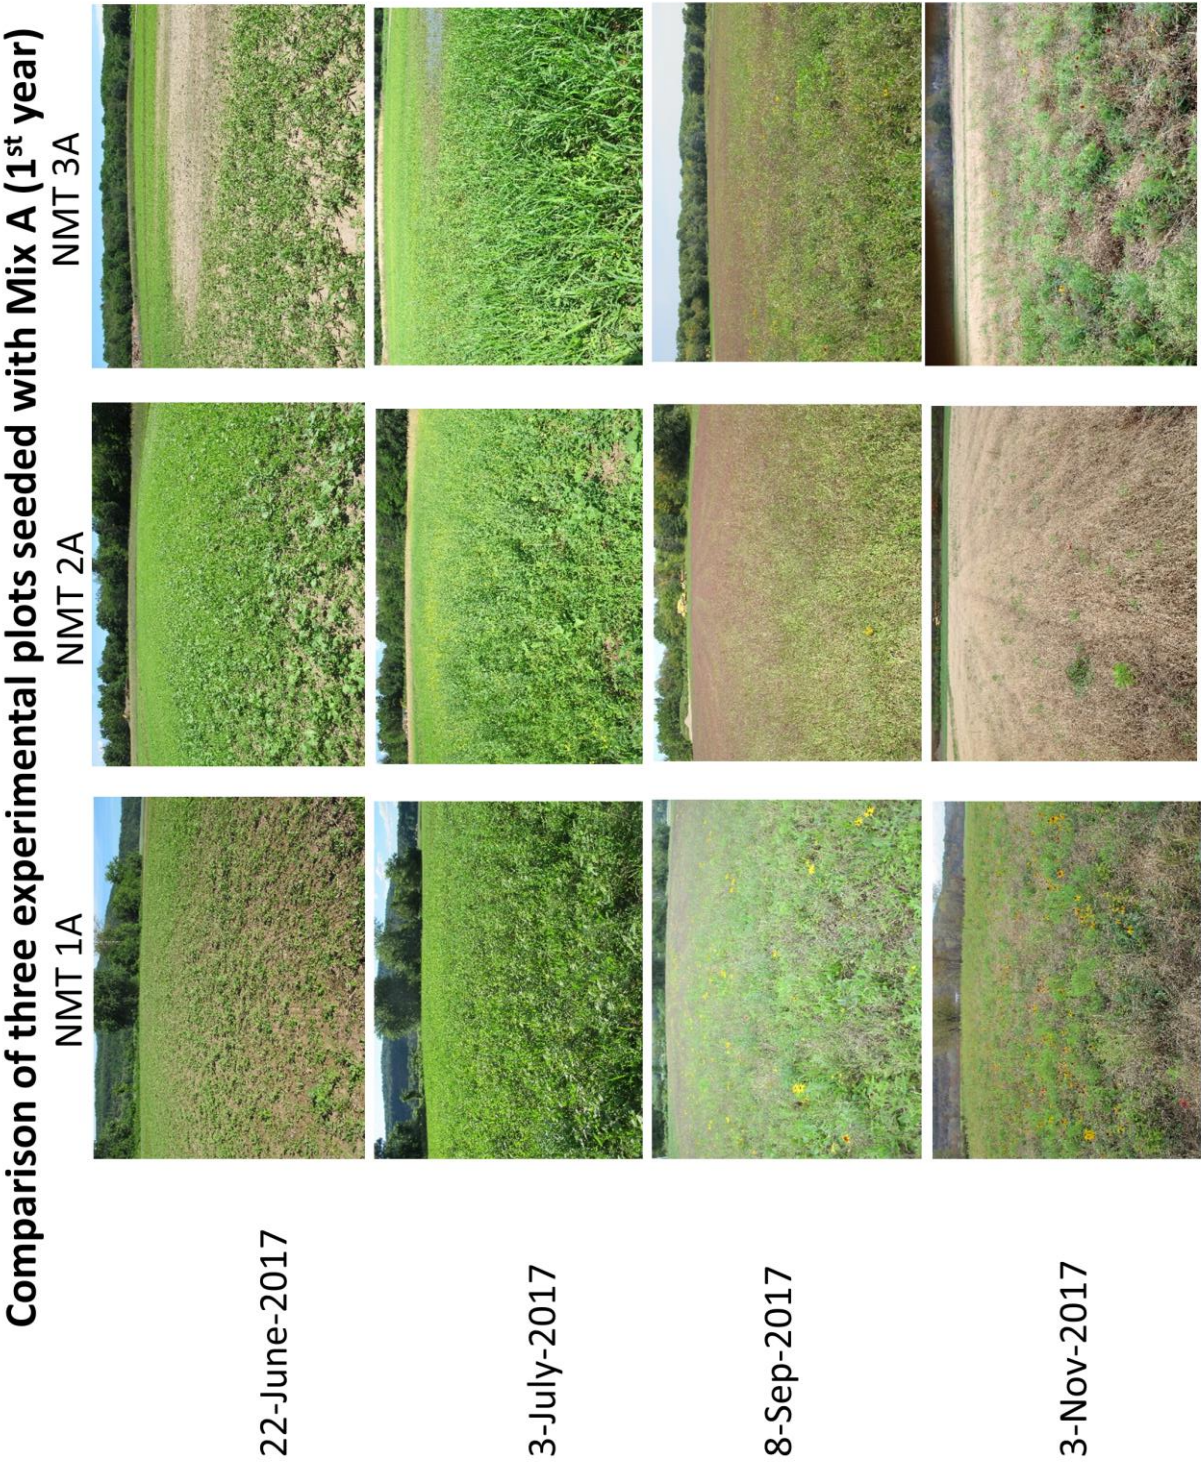 Comparison of three experimental plots seeded with Mix A (1st year)
NMT 1A
NMT 2A
NMT 3A
22-June-2017
3-July-2017
8-Sep-2017
3-Nov-2017